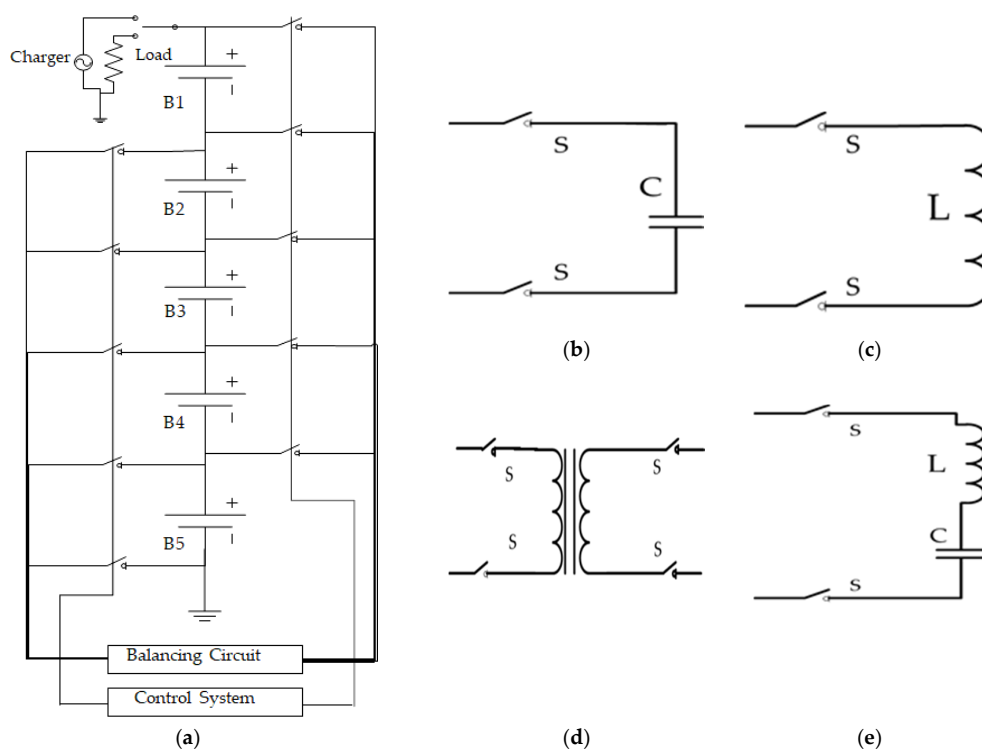 Charger
Load
+
B1
+
B2
+
B3
+
B4
+
B5
Balancing Circuit
Control System
(a)
S
C
S
(b)
S
L
S
(c)
S
S
S
S
(d)
s
L
C
s
(e)